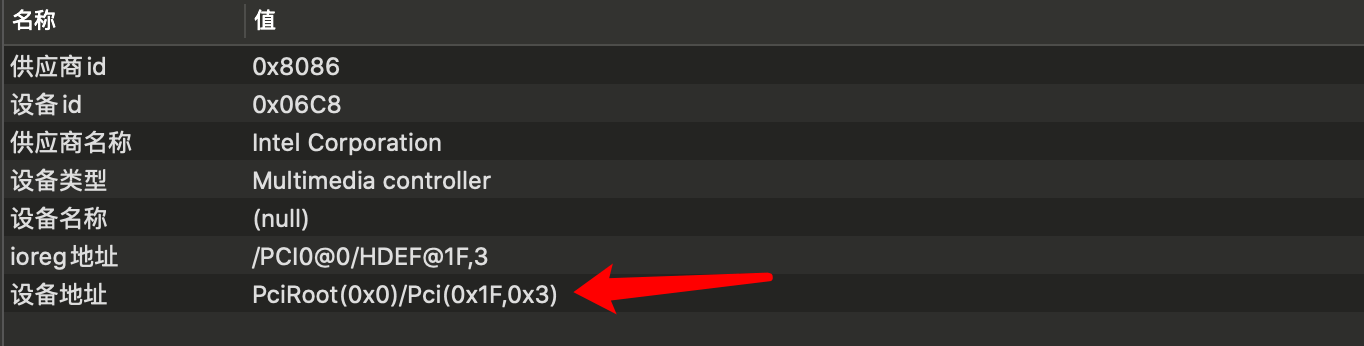 名称 值
供应商id 0x8086
设备id 0x06C8
供应商名称 Intel Corporation
设备类型 Multimedia controller
设备名称 (null)
ioreg地址 /PCI0@0/HDEF@1F,3
设备地址 PciRoot(0x0)/Pci(0x1F,0x3)